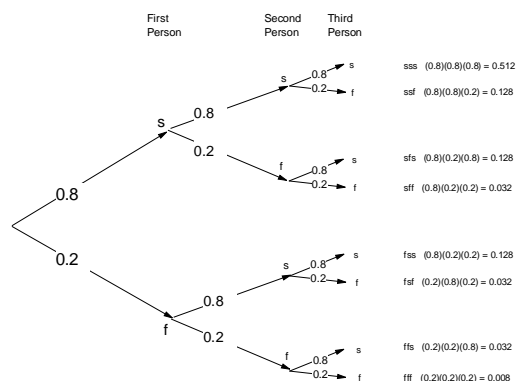 First Person
Second Person
Third Person
0.8
0.2
s
0.8
0.2
f
0.8
0.2
s
0.8
0.2
f
0.8
0.2
s
0.8
0.2
f
0.8
0.2
s
f
s
f
s
f
s
f
sss (0.8)(0.8)(0.8) = 0.512
ssf (0.8)(0.8)(0.2) = 0.128
sfs (0.8)(0.2)(0.8) = 0.128
sff (0.8)(0.2)(0.2) = 0.032
fss (0.8)(0.2)(0.2) = 0.128
fsf (0.2)(0.8)(0.2) = 0.032
ffs (0.2)(0.2)(0.8) = 0.032
fff (0.2)(0.2)(0.2) = 0.008